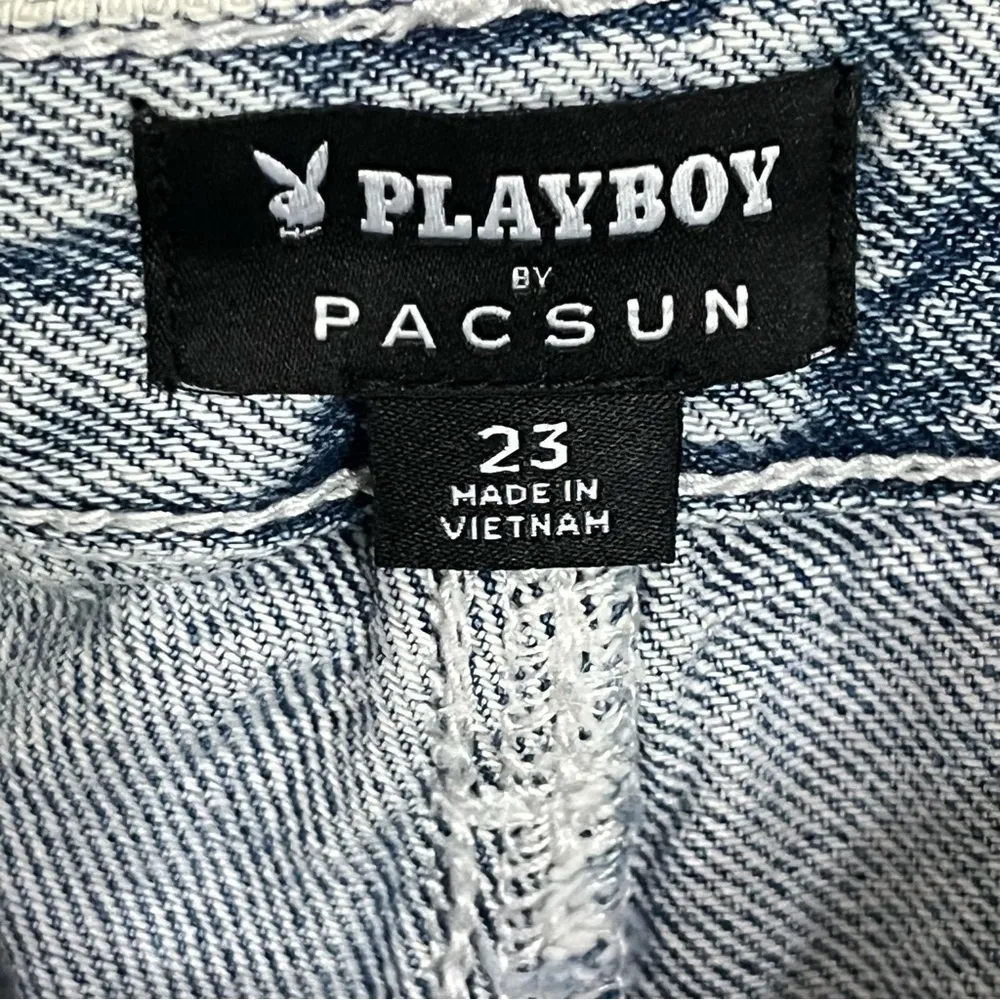 PLAYBOY
BY
PACSUN
23
MADE IN
VIETNAM